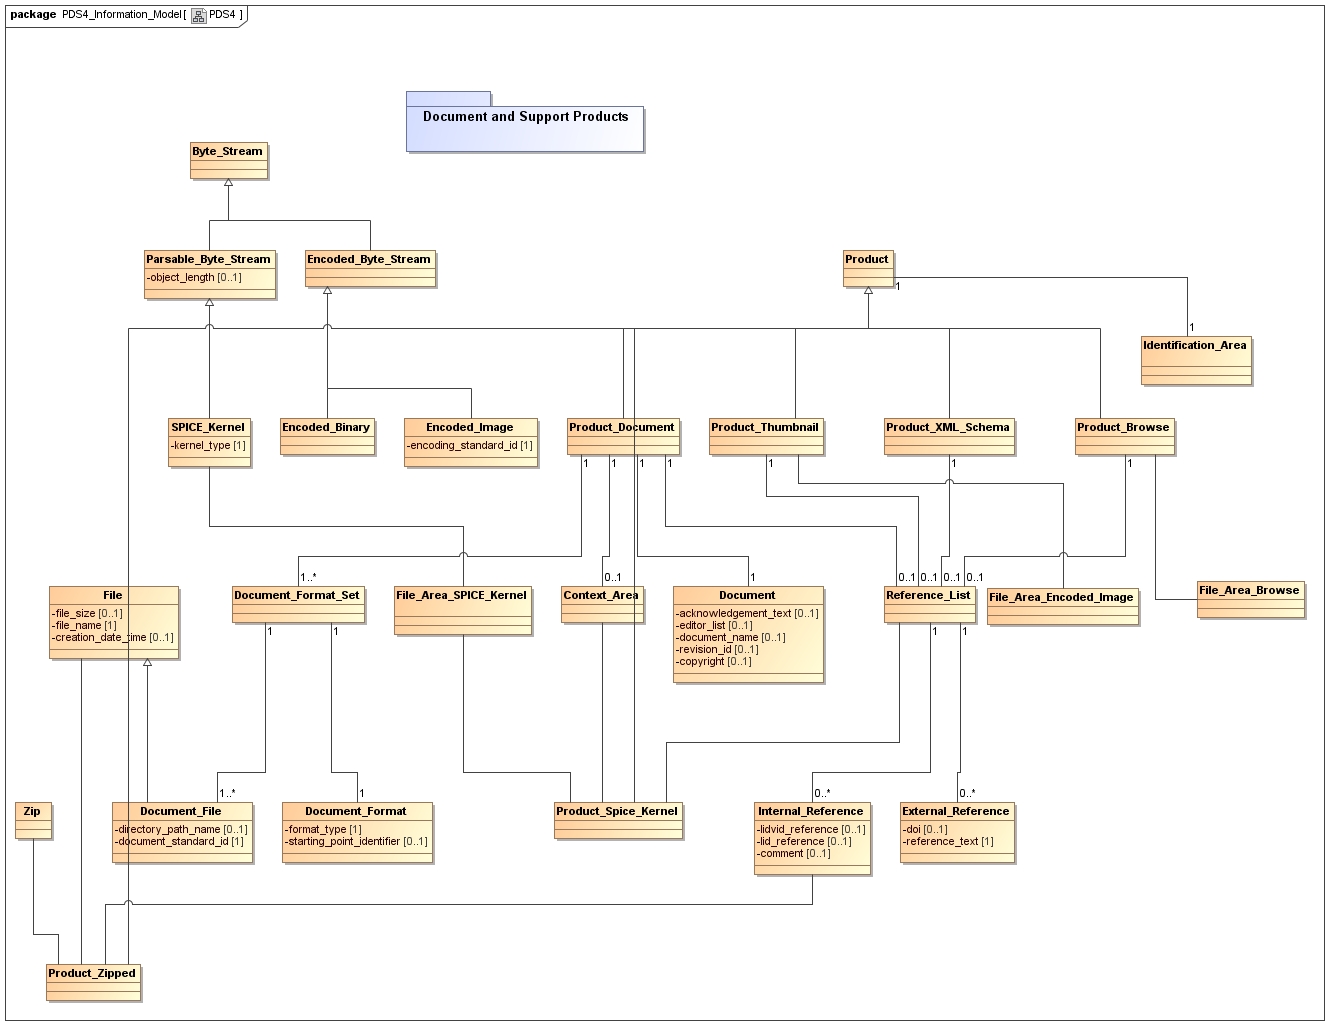 package PDS4_Information_Model[ PDS4 ]
Document and Support Products
Byte_Stream
Parsable_Byte_Stream
-object_length [0..1]
Encoded_Byte_Stream
Product
1
1
Identification_Area
SPICE_Kernel
-kernel_type [1]
Encoded_Binary
Encoded_Image
-encoding_standard_id [1]
Product_Document
Product_Thumbnail
Product_XML_Schema
Product_Browse
1
1
1
1
1
1
1
1..*
0..1
1
0..1
0..1
0..1
0..1
File
-file_size [0..1]
-file_name [1]
-creation_date_time [0..1]
Document_Format_Set
File_Area_SPICE_Kernel
Context_Area
Document
-acknowledgement_text [0..1]
-editor_list [0..1]
-document_name [0..1]
-revision_id [0..1]
-copyright [0..1]
Reference_List
File_Area_Encoded_Image
File_Area_Browse
1
1
1
1
1..*
1
0..*
0..*
Zip
Document_File
-directory_path_name [0..1]
-document_standard_id [1]
Document_Format
-format_type [1]
-starting_point_identifier [0..1]
Product_Spice_Kernel
Internal_Reference
-lidvid_reference [0..1]
-lid_reference [0..1]
-comment [0..1]
External_Reference
-doi [0..1]
-reference_text [1]
Product_Zipped